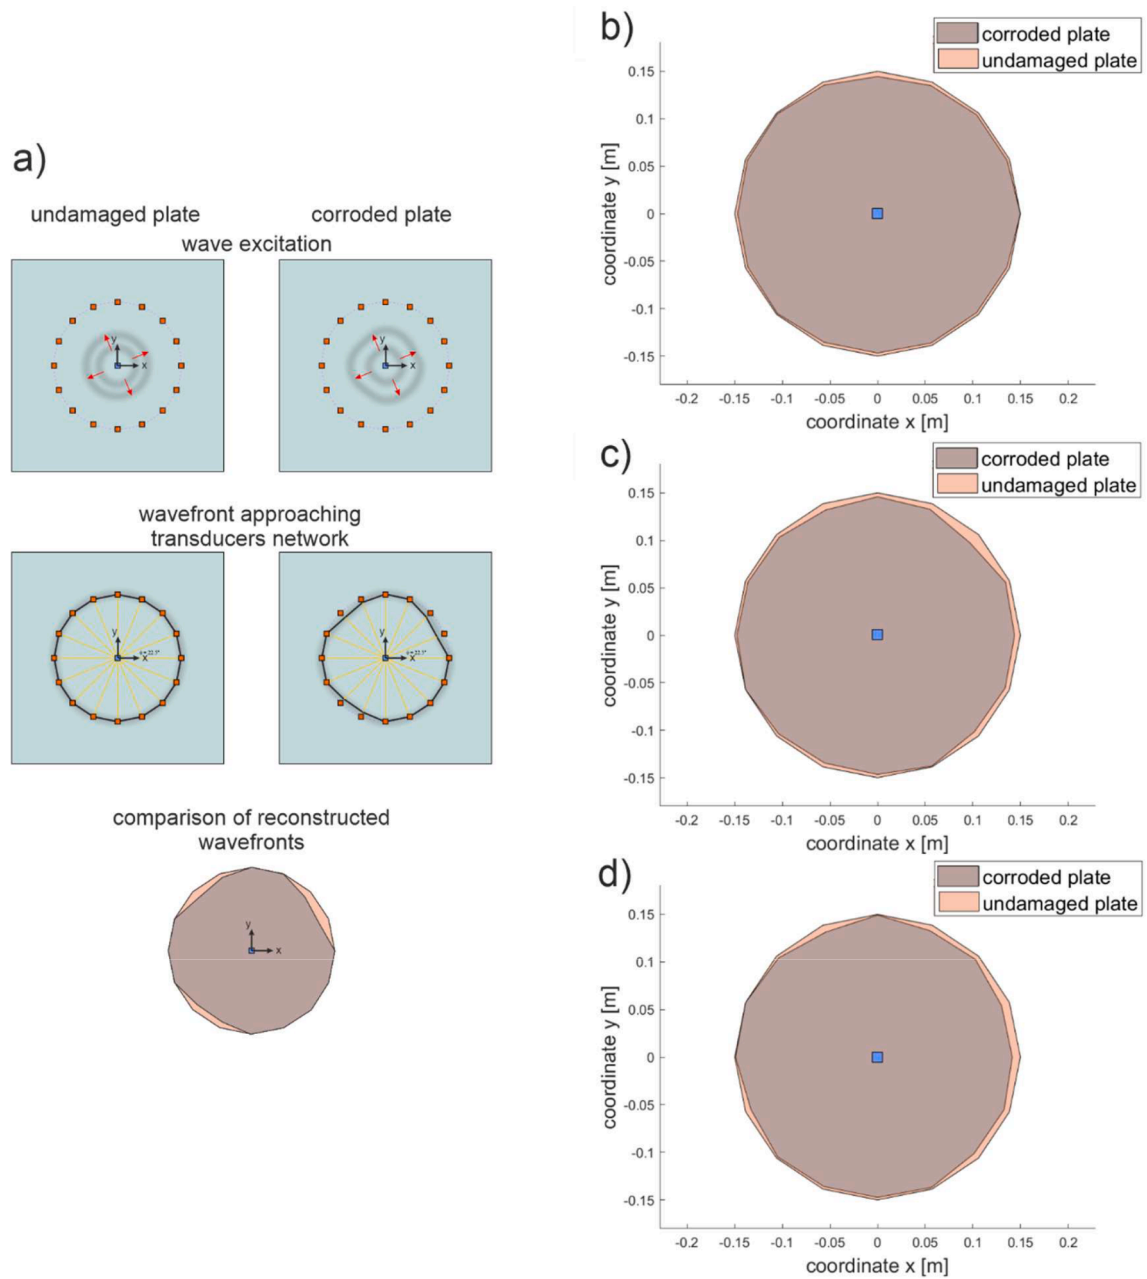 a)
undamaged plate
corroded plate
wave excitation
y
x
y
x
wavefront approaching
transducers network
y
x
y
x
comparison of reconstructed
wavefronts
y
x
b)
corroded plate
undamaged plate
coordinate y [m]
0.15
0.1
0.05
0
-0.05
-0.1
-0.15
-0.2 -0.15 -0.1 -0.05 0 0.05 0.1 0.15 0.2
coordinate x [m]
c)
corroded plate
undamaged plate
coordinate y [m]
0.15
0.1
0.05
0
-0.05
-0.1
-0.15
-0.2 -0.15 -0.1 -0.05 0 0.05 0.1 0.15 0.2
coordinate x [m]
d)
corroded plate
undamaged plate
coordinate y [m]
0.15
0.1
0.05
0
-0.05
-0.1
-0.15
-0.2 -0.15 -0.1 -0.05 0 0.05 0.1 0.15 0.2
coordinate x [m]